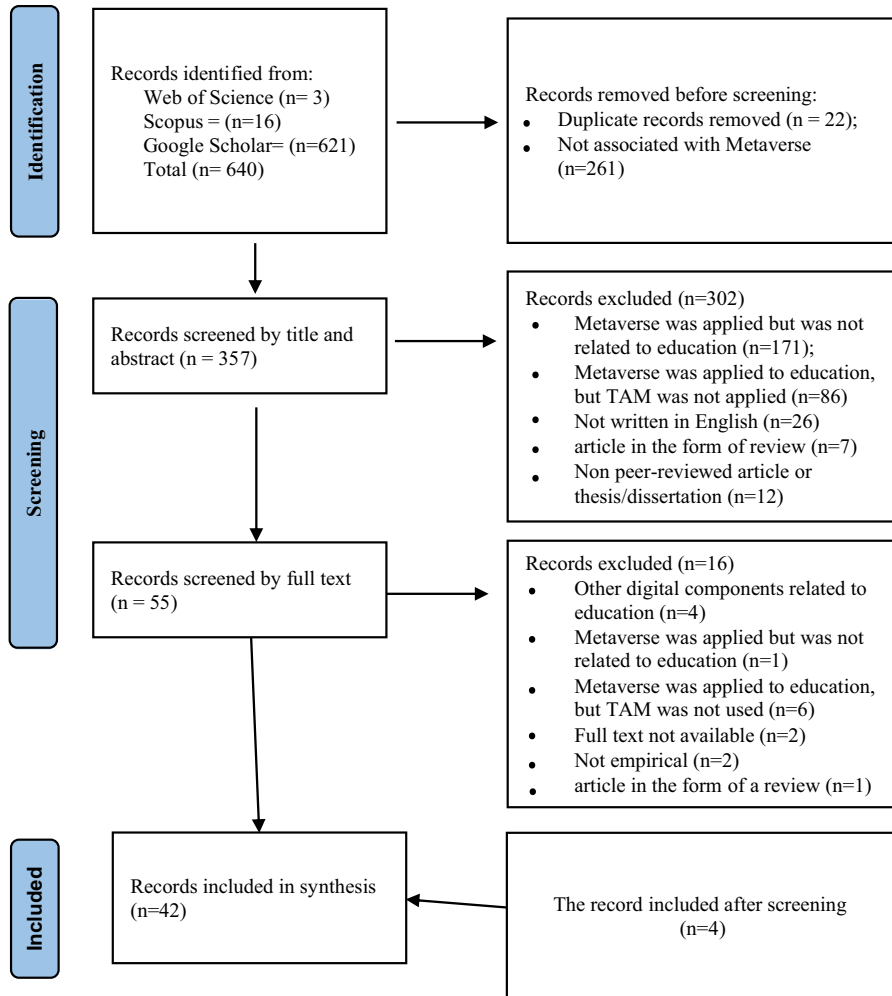 Identification
Records identified from:
Web of Science (n= 3)
Scopus = (n=16)
Google Scholar= (n=621)
Total (n= 640)
Records removed before screening:
• Duplicate records removed (n = 22);
• Not associated with Metaverse
(n=261)
Screening
Records screened by title and
abstract (n = 357)
Records excluded (n=302)
• Metaverse was applied but was not
related to education (n=171);
• Metaverse was applied to education,
but TAM was not applied (n=86)
• Not written in English (n=26)
• article in the form of review (n=7)
• Non peer-reviewed article or
thesis/dissertation (n=12)
Records screened by full text
(n = 55)
Records excluded (n=16)
• Other digital components related to
education (n=4)
• Metaverse was applied but was not
related to education (n=1)
• Metaverse was applied to education,
but TAM was not used (n=6)
• Full text not available (n=2)
• Not empirical (n=2)
• article in the form of a review (n=1)
Included
Records included in synthesis
(n=42)
The record included after screening
(n=4)